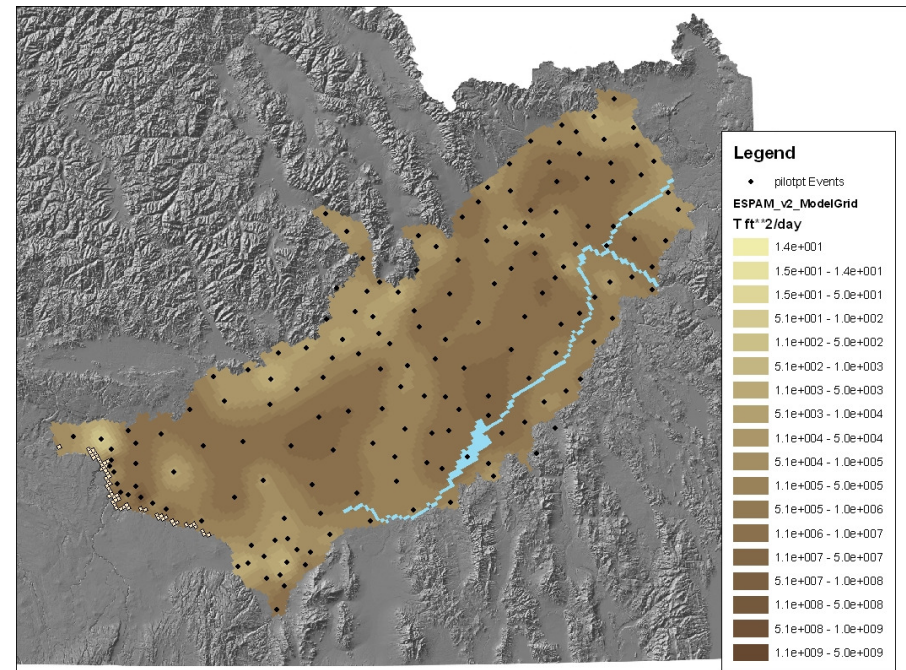 Legend
pilotpt Events
ESPAM_v2_ModelGrid
T ft**2/day
1.4e+001
1.5e+001 - 1.4e+001
1.5e+001 - 5.0e+001
5.1e+001 - 1.0e+002
1.1e+002 - 5.0e+002
5.1e+002 - 1.0e+003
1.1e+003 - 5.0e+003
5.1e+003 - 1.0e+004
1.1e+004 - 5.0e+004
5.1e+004 - 1.0e+005
1.1e+005 - 5.0e+005
5.1e+005 - 1.0e+006
1.1e+006 - 1.0e+007
1.1e+007 - 5.0e+007
5.1e+007 - 1.0e+008
1.1e+008 - 5.0e+008
5.1e+008 - 1.0e+009
1.1e+009 - 5.0e+009